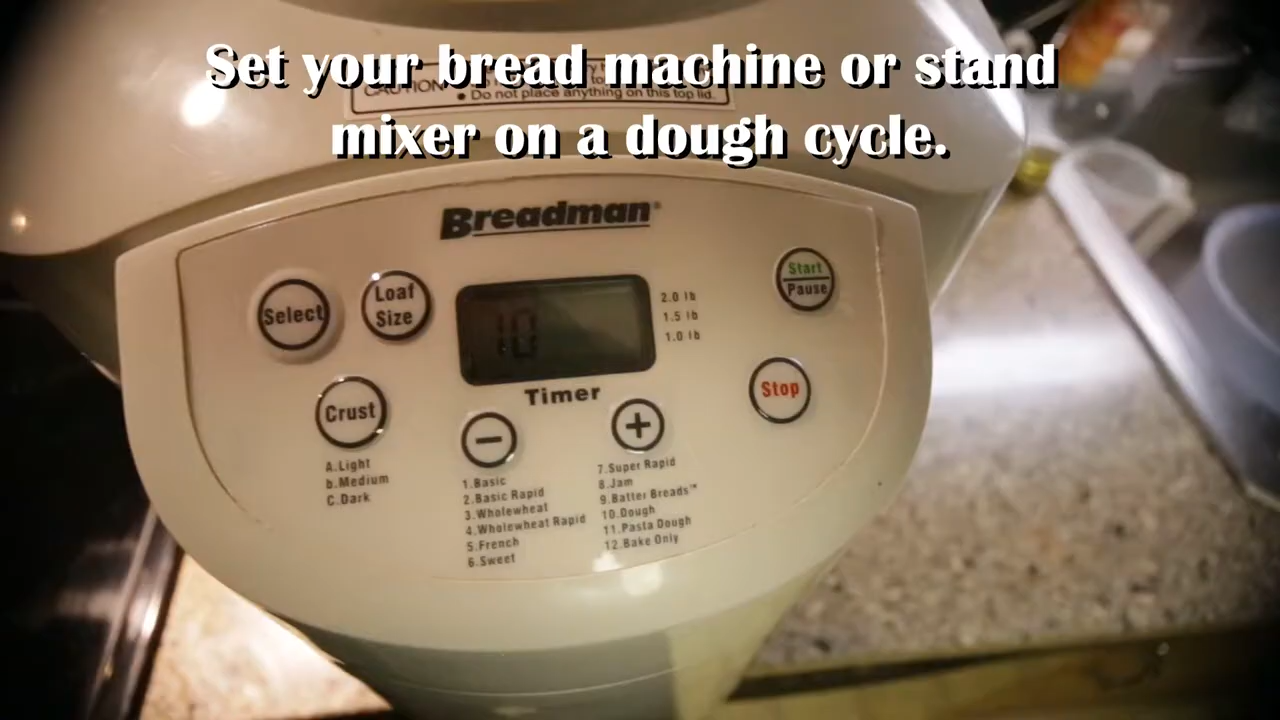 Set your bread machine or stand
mixer on a dough cycle.
CAUTION
• Do not place anything on this top lid.
Breadman®
Select
Loaf
Size
10
2.0 lb
1.5 lb
1.0 lb
Start
Pause
Timer
Crust
−
+
Stop
A.Light
b.Medium
C.Dark
1.Basic
2.Basic Rapid
3.Wholewheat
4.Wholewheat Rapid
5.French
6.Sweet
7.Super Rapid
8.Jam
9.Batter Breads™
10.Dough
11.Pasta Dough
12.Bake Only